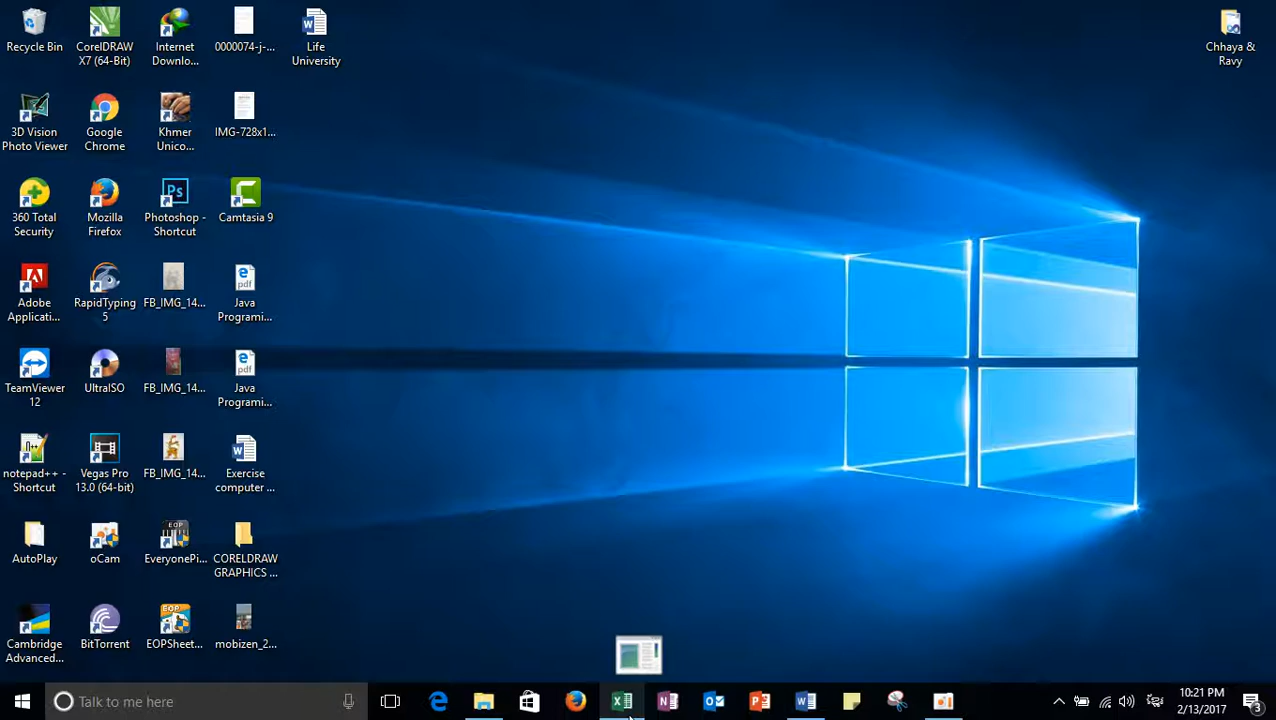 Recycle Bin
CorelDRAW
X7 (64-Bit)
Internet
Downlo...
0000074-j-...
Life
University
Chhaya &
Ravy
3D Vision
Photo Viewer
Google
Chrome
Khmer
Unico...
IMG-728x1...
360 Total
Security
Mozilla
Firefox
Photoshop -
Shortcut
Camtasia 9
Adobe
Applicati...
RapidTyping
5
FB_IMG_14...
Java
Programi...
TeamViewer
12
UltraISO
FB_IMG_14...
Java
Programi...
notepad++ -
Shortcut
Vegas Pro
13.0 (64-bit)
FB_IMG_14...
Exercise
computer ...
AutoPlay
oCam
EveryonePi...
CORELDRAW
GRAPHICS ...
Cambridge
Advanced...
BitTorrent
EOPSheet...
mobizen_2...
Talk to me here
10:21 PM
2/13/2017